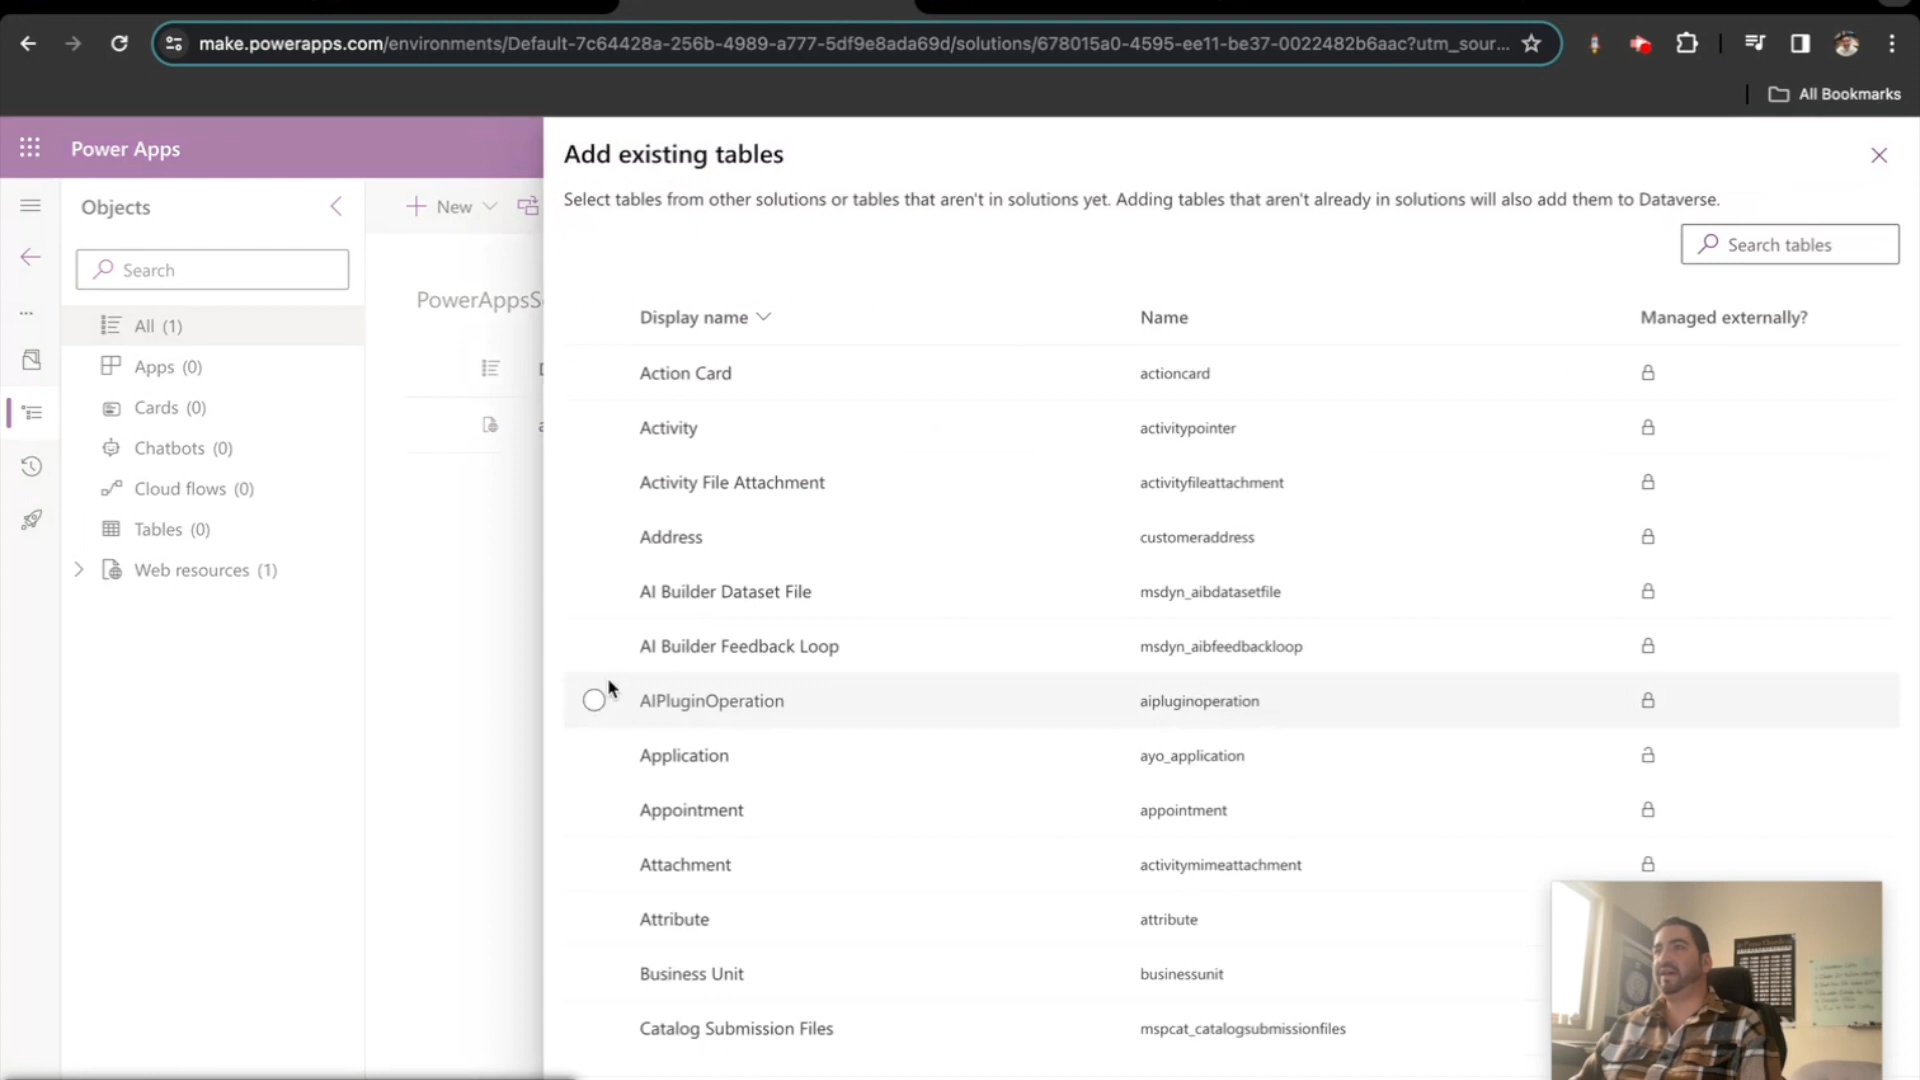 make.powerapps.com/environments/Default-7c64428a-256b-4989-a777-5df9e8ada69d/solutions/678015a0-4595-ee11-be37-0022482b6aac?utm_sour...
All Bookmarks
Power Apps
Objects
Search
All (1)
Apps (0)
Cards (0)
Chatbots (0)
Cloud flows (0)
Tables (0)
Web resources (1)
New
PowerAppsS
Add existing tables
Select tables from other solutions or tables that aren't in solutions yet. Adding tables that aren't already in solutions will also add them to Dataverse.
Search tables
Display name Name Managed externally?
Action Card actioncard
Activity activitypointer
Activity File Attachment activityfileattachment
Address customeraddress
AI Builder Dataset File msdyn_aibdatasetfile
AI Builder Feedback Loop msdyn_aibfeedbackloop
AIPluginOperation aipluginoperation
Application ayo_application
Appointment appointment
Attachment activitymimeattachment
Attribute attribute
Business Unit businessunit
Catalog Submission Files mspcat_catalogsubmissionfiles